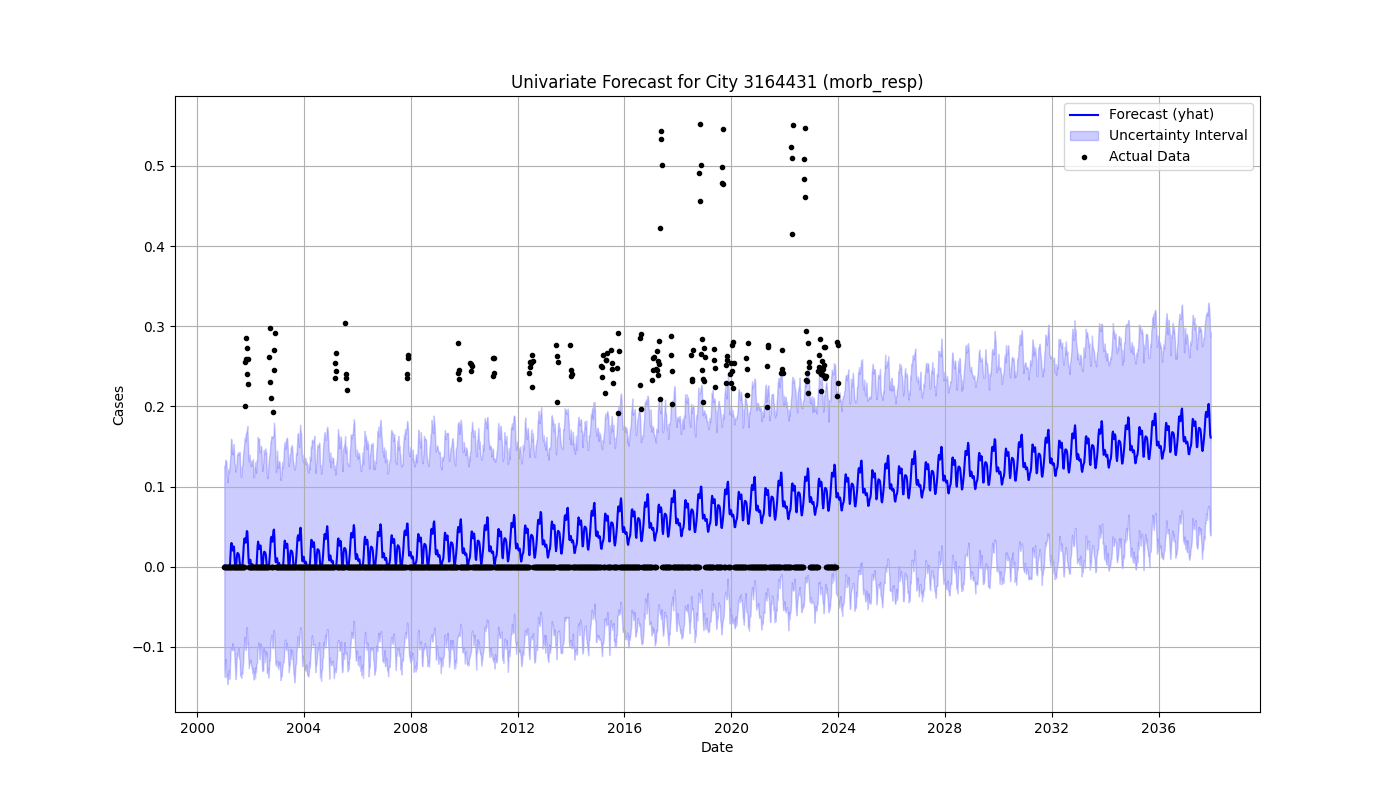 Univariate Forecast for City 3164431 (morb_resp)
Forecast (yhat)
Uncertainty Interval
Actual Data
Cases
0.5
0.4
0.3
0.2
0.1
0.0
−0.1
2000 2004 2008 2012 2016 2020 2024 2028 2032 2036
Date